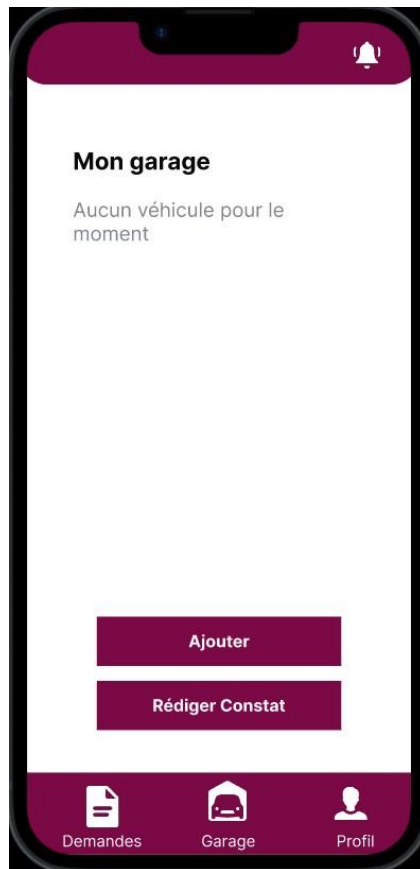 Mon garage
Aucun véhicule pour le
moment
Ajouter
Rédiger Constat
Demandes
Garage
Profil